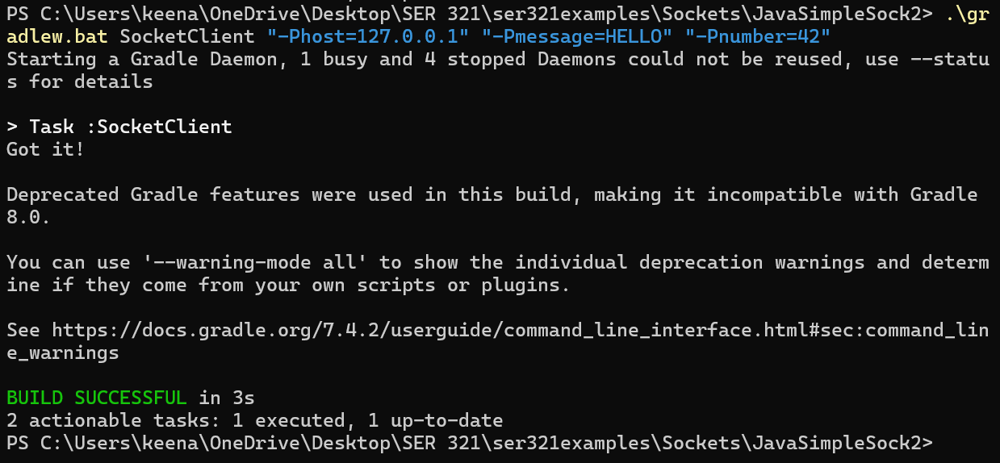 PS C:\Users\keena\OneDrive\Desktop\SER 321\ser321examples\Sockets\JavaSimpleSock2> .\gr
adlew.bat SocketClient "-Phost=127.0.0.1" "-Pmessage=HELLO" "-Pnumber=42"
Starting a Gradle Daemon, 1 busy and 4 stopped Daemons could not be reused, use --statu
s for details
> Task :SocketClient
Got it!
Deprecated Gradle features were used in this build, making it incompatible with Gradle
8.0.
You can use '--warning-mode all' to show the individual deprecation warnings and determ
ine if they come from your own scripts or plugins.
See https://docs.gradle.org/7.4.2/userguide/command_line_interface.html#sec:command_lin
e_warnings
BUILD SUCCESSFUL in 3s
2 actionable tasks: 1 executed, 1 up-to-date
PS C:\Users\keena\OneDrive\Desktop\SER 321\ser321examples\Sockets\JavaSimpleSock2>